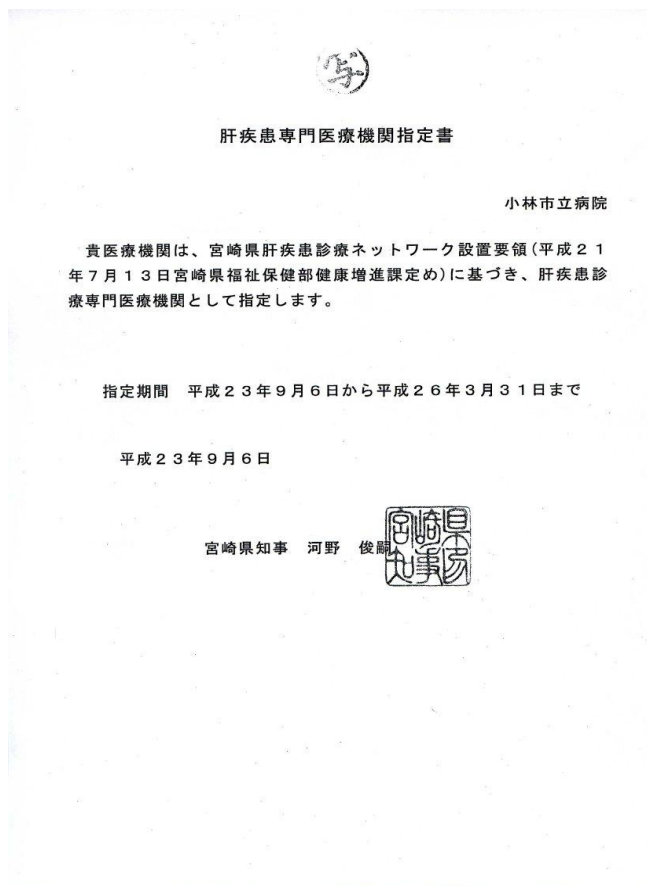 写
肝疾患専門医療機関指定書
小林市立病院
貴医療機関は、宮崎県肝疾患診療ネットワーク設置要領(平成21
年7月13日宮崎県福祉保健部健康増進課定め)に基づき、肝疾患診
療専門医療機関として指定します。
指定期間　平成23年9月6日から平成26年3月31日まで
平成23年9月6日
宮崎県知事　河野　俊嗣
宮崎県知事